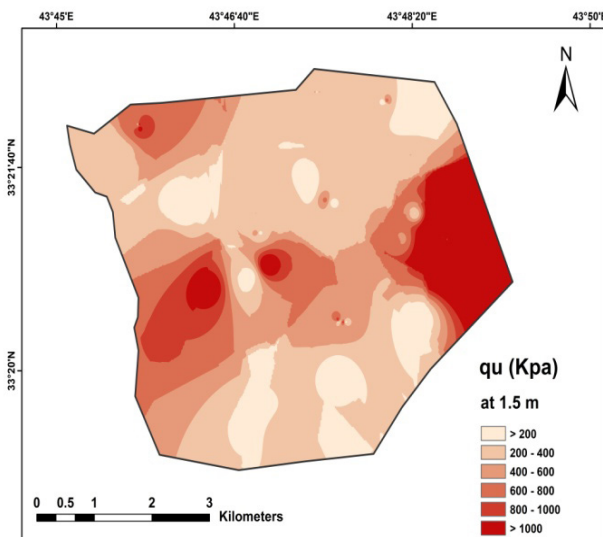 43°45'E 43°46'40"E 43°48'20"E 43°50'E
N
33°21'40"
33°20'N
qu (Kpa)
at 1.5 m
> 200
200 - 400
400 - 600
600 - 800
800 - 1000
> 1000
0 0.5 1 2 3
Kilometers